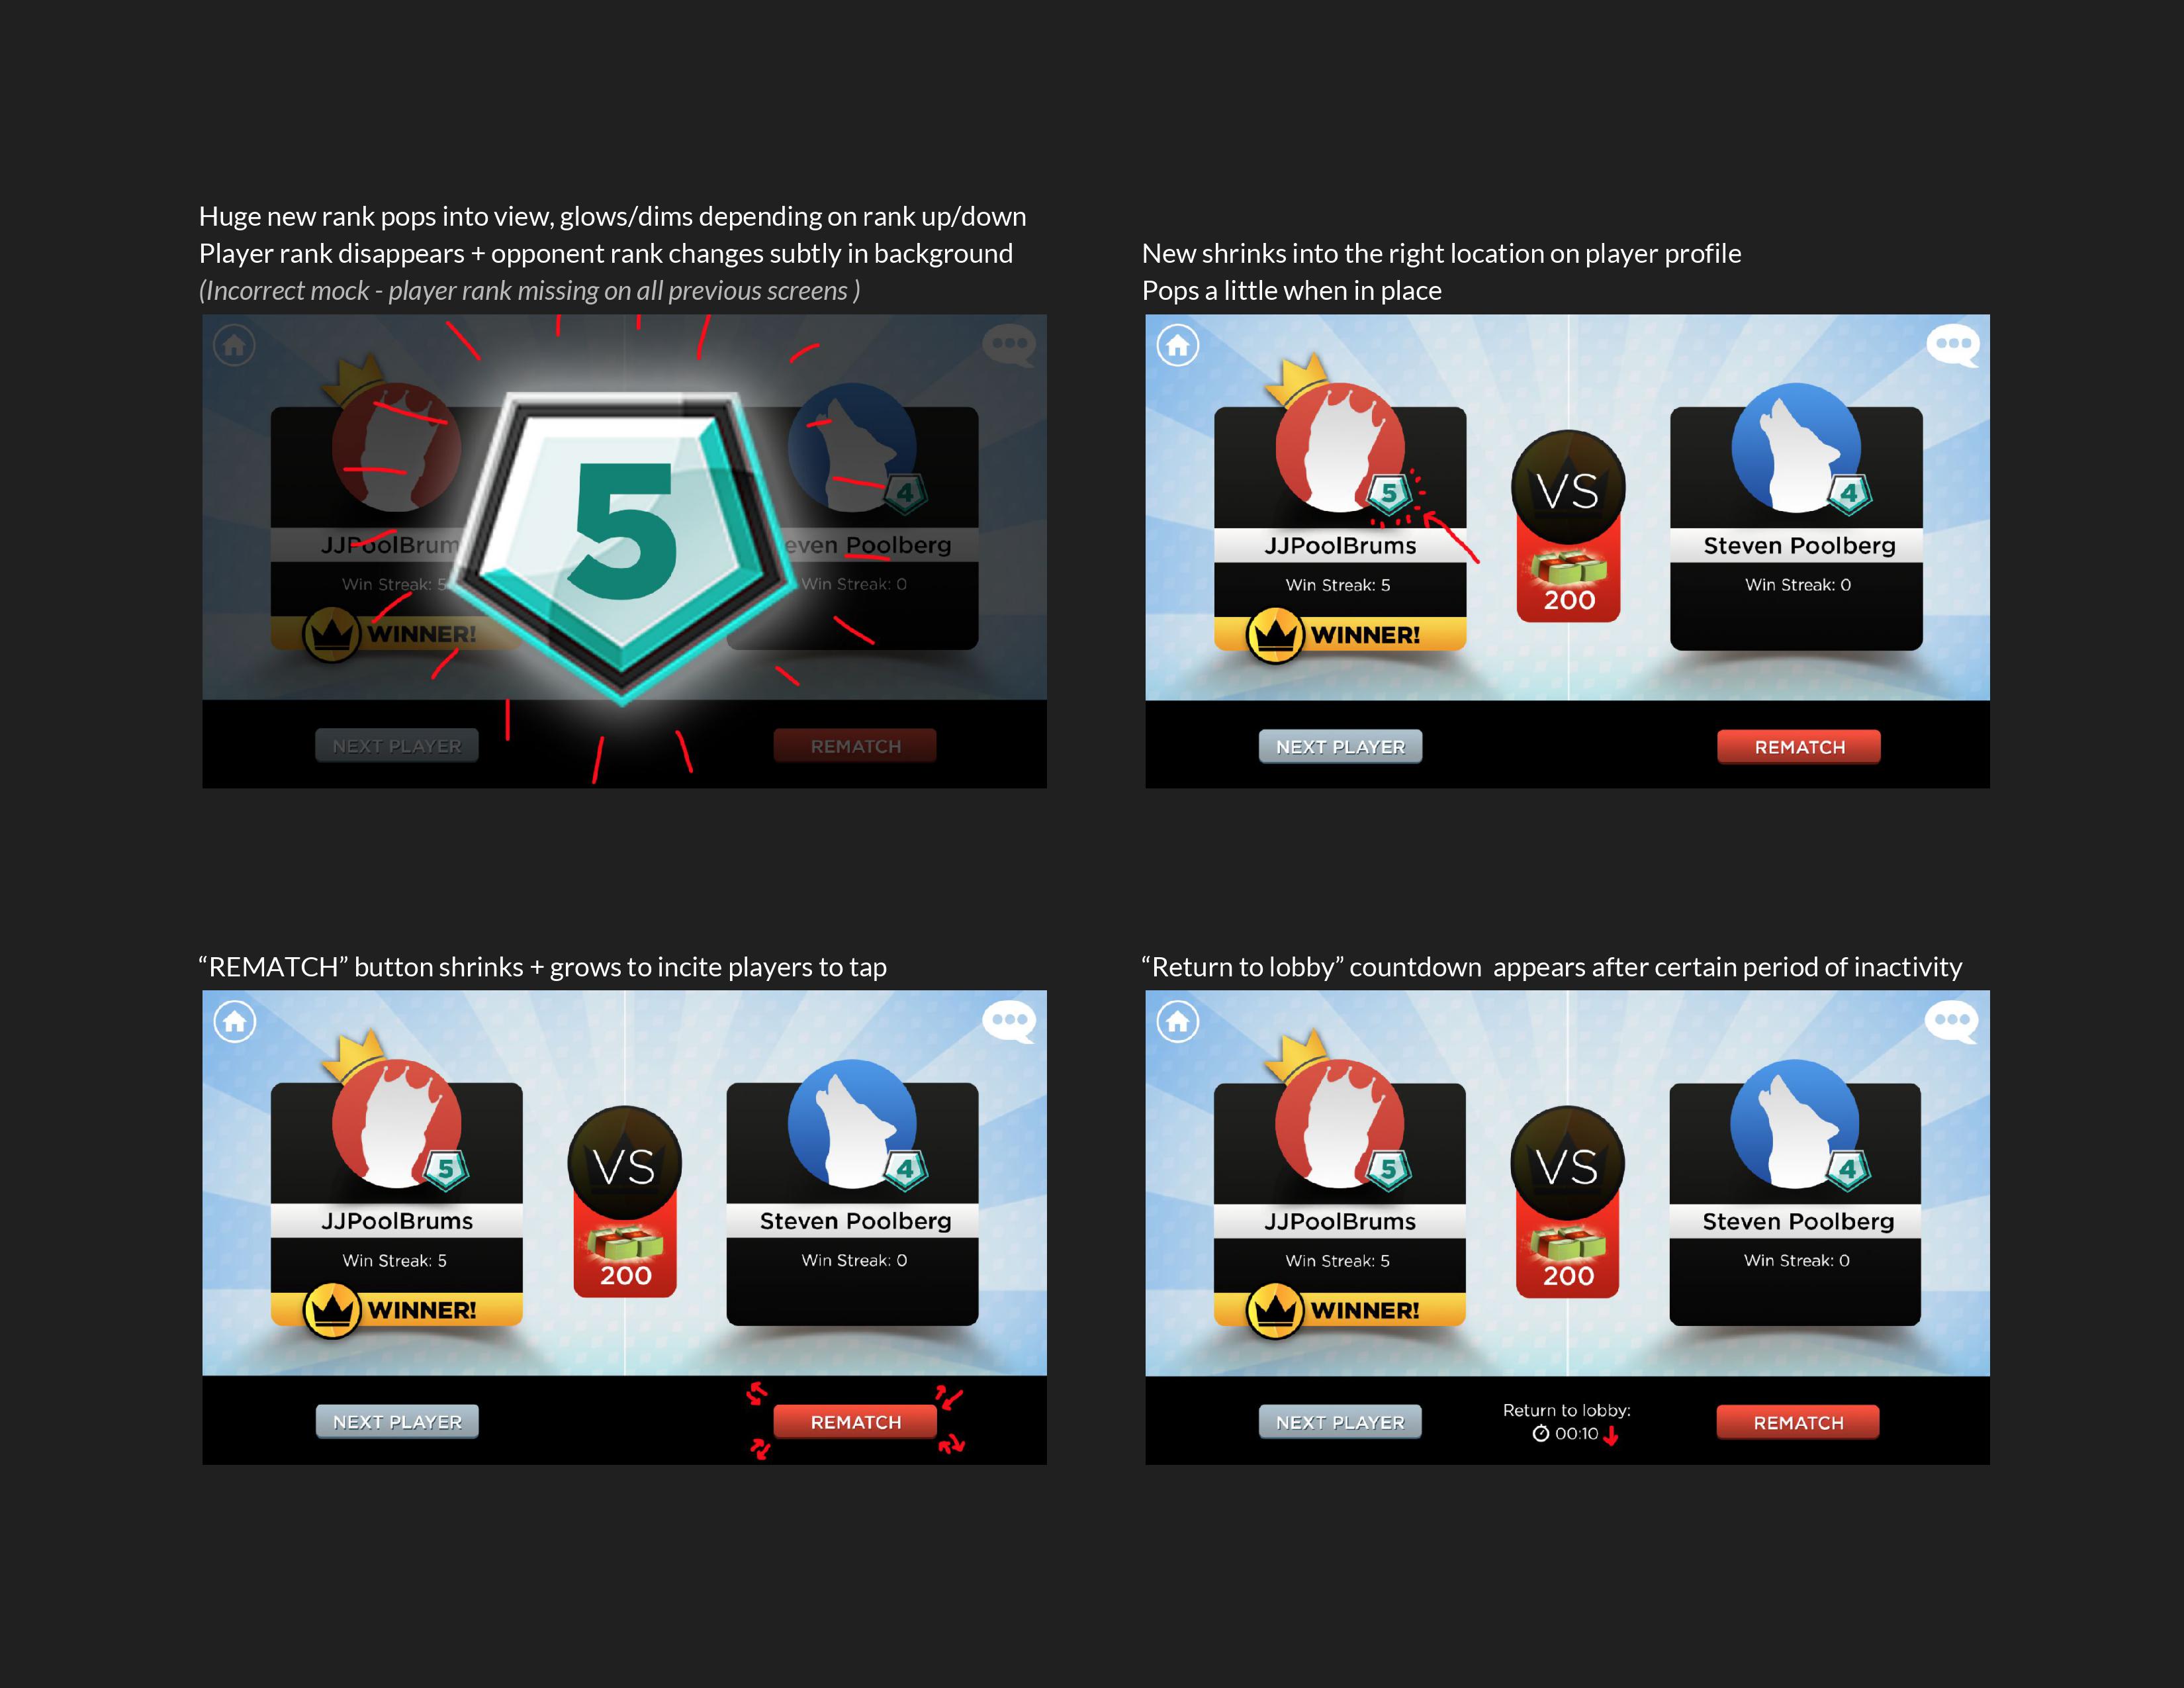 Huge new rank pops into view, glows/dims depending on rank up/down
Player rank disappears + opponent rank changes subtly in background
(Incorrect mock - player rank missing on all previous screens )
5
4
JJPoolBrum
even Poolberg
Win Streak: 5
Win Streak: 0
WINNER!
NEXT PLAYER
REMATCH
New shrinks into the right location on player profile
Pops a little when in place
5
VS
4
JJPoolBrums
Steven Poolberg
Win Streak: 5
Win Streak: 0
200
WINNER!
NEXT PLAYER
REMATCH
“REMATCH” button shrinks + grows to incite players to tap
5
VS
4
JJPoolBrums
Steven Poolberg
Win Streak: 5
Win Streak: 0
200
WINNER!
NEXT PLAYER
REMATCH
“Return to lobby” countdown  appears after certain period of inactivity
5
VS
4
JJPoolBrums
Steven Poolberg
Win Streak: 5
Win Streak: 0
200
WINNER!
NEXT PLAYER
Return to lobby:
00:10
REMATCH